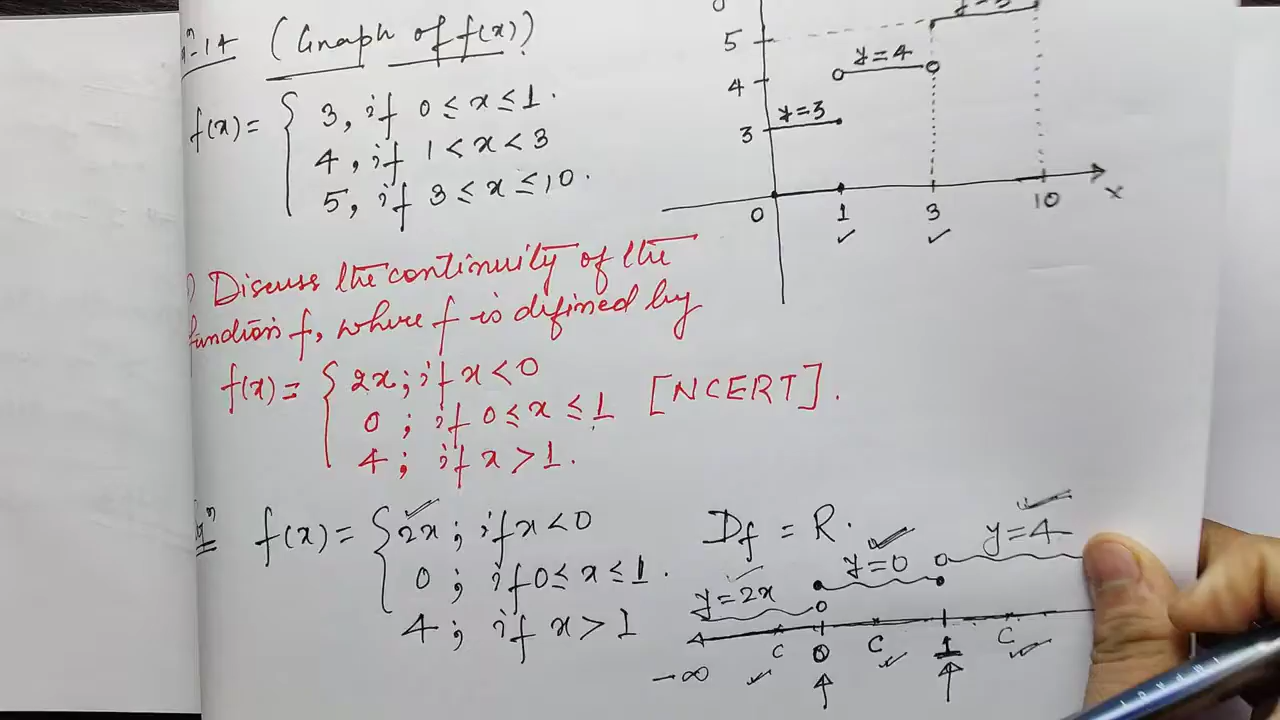 (Graph of f(x))
f(x) = { 3, if 0 ≤ x ≤ 1.
4, if 1 < x < 3
5, if 3 ≤ x ≤ 10.
5
4
3
y=3
y=4
0 1 3 10 x
Discuss the continuity of the
function f, where f is defined by
f(x) = { 2x; if x < 0
0; if 0 ≤ x ≤ 1 [NCERT].
4; if x > 1.
f(x) = { 2x; if x < 0
0; if 0 ≤ x ≤ 1.
4; if x > 1
Df = R.
y=2x y=0 y=4
-∞ c 0 c 1 c